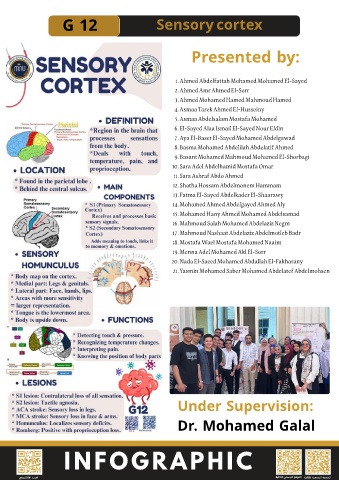 G 12
Sensory cortex
SENSORY
CORTEX
• DEFINITION
*Region in the brain that
processes sensations
from the body.
*Deals with touch,
temperature, pain, and
proprioception.
• LOCATION
* Found in the parietal lobe.
* Behind the central sulcus.
• MAIN
COMPONENTS
* S1 (Primary Somatosensory
Cortex)
Receives and processes basic
sensory signals.
* S2 (Secondary Somatosensory
Cortex)
Adds meaning to touch, links it
to memory & emotions.
• SENSORY
HOMUNCULUS
* Body map on the cortex.
* Medial part: Legs & genitals.
* Lateral part: Face, hands, lips.
* Areas with more sensitivity
= larger representation.
* Tongue is the lowermost area.
* Body is upside down.
• FUNCTIONS
* Detecting touch & pressure.
* Recognizing temperature changes.
* Interpreting pain.
* Knowing the position of body parts
• LESIONS
* S1 lesion: Contralateral loss of all sensation.
* S2 lesion: Tactile agnosia.
* ACA stroke: Sensory loss in legs.
* MCA stroke: Sensory loss in face & arms.
* Homunculus: Localizes sensory deficits.
* Romberg: Positive with proprioception loss.
G12
Presented by:
1. Ahmed Abdelfattah Mohamed Mohamed El-Sayed
2. Ahmed Amr Ahmed El-Sorr
3. Ahmed Mohamed Hamed Mahmoud Hamed
4. Asmaa Tarek Ahmed El-Husseiny
5. Asmaa Abdelsalam Mostafa Mohamed
6. El-Sayed Alaa Ismail El-Sayed Nour Eldin
7. Aya El-Baset El-Sayed Mohamed Abdelgawad
8. Basma Mohamed Abdellah Abdelatif Ahmed
9. Basant Mohamed Mahmoud Mohamed El-Shorbagi
10. Sara Adel Abdelhamid Mostafa Omar
11. Sara Ashraf Abdo Ahmed
12. Shatha Hossam Abdelmonem Hammam
13. Fatma El-Sayed Abdelkader El-Shaarawy
14. Mohamed Ahmed Abdelgayed Ahmed Aly
15. Mohamed Hany Ahmed Mohamed Abdelsamad
16. Mahmoud Salah Mohamed Abdelaziz Negm
17. Mahmoud Nashaat Abdelaziz Abdelmotleb Badr
18. Mostafa Wael Mostafa Mohamed Naaim
19. Menna Adel Mohamed Akl El-Sorr
20. Nada El-Saeed Mohamed Abdallah El-Fakharany
21. Yasmin Mohamed Saber Mohamed Abdelatef Abdelmohsen
Under Supervision:
Dr. Mohamed Galal
INFOGRAPHIC